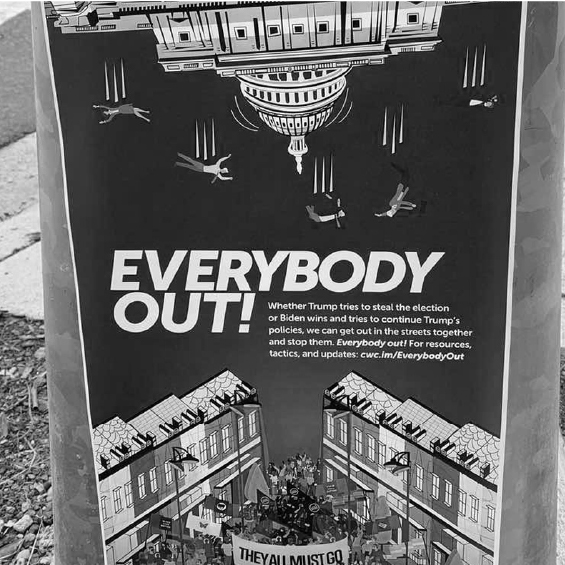 EVERYBODY
OUT!
Whether Trump tries to steal the election
or Biden wins and tries to continue Trump's
policies, we can get out in the streets together
and stop them. Everybody out! For resources,
tactics, and updates: cwc.im/EverybodyOut
THEY ALL MUST GO